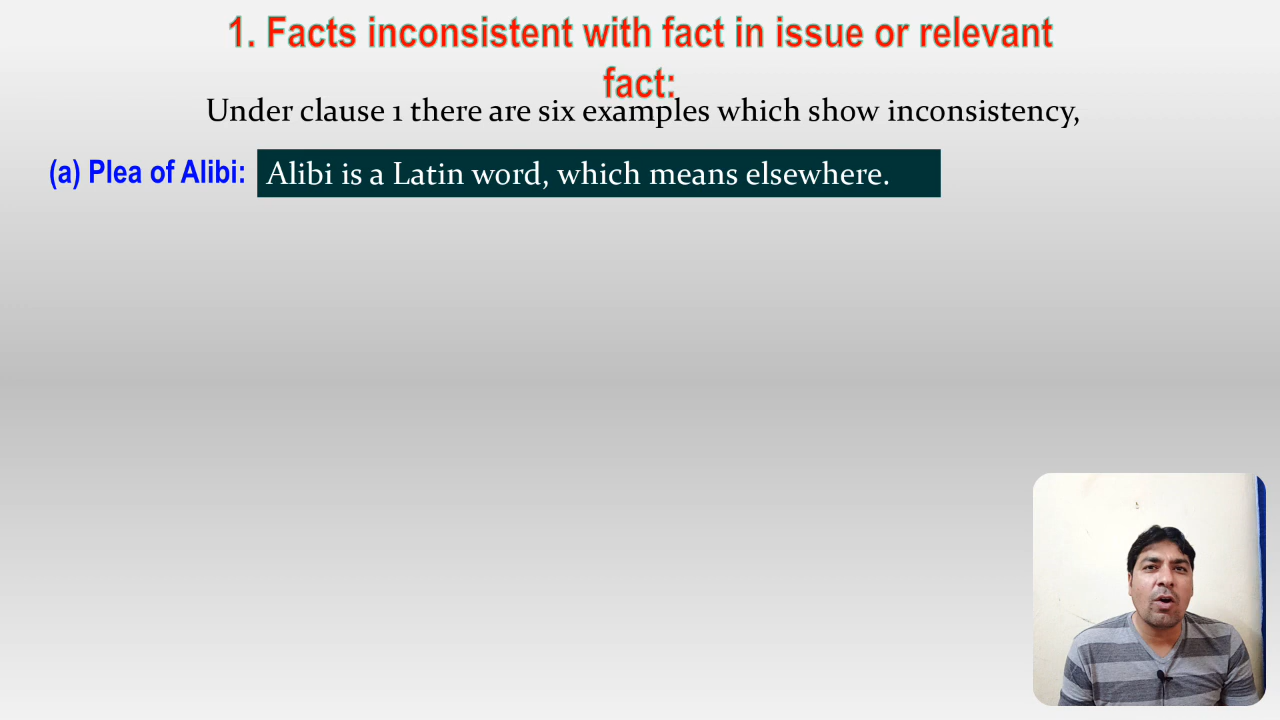 1. Facts inconsistent with fact in issue or relevant
fact:
Under clause 1 there are six examples which show inconsistency,
(a) Plea of Alibi: Alibi is a Latin word, which means elsewhere.